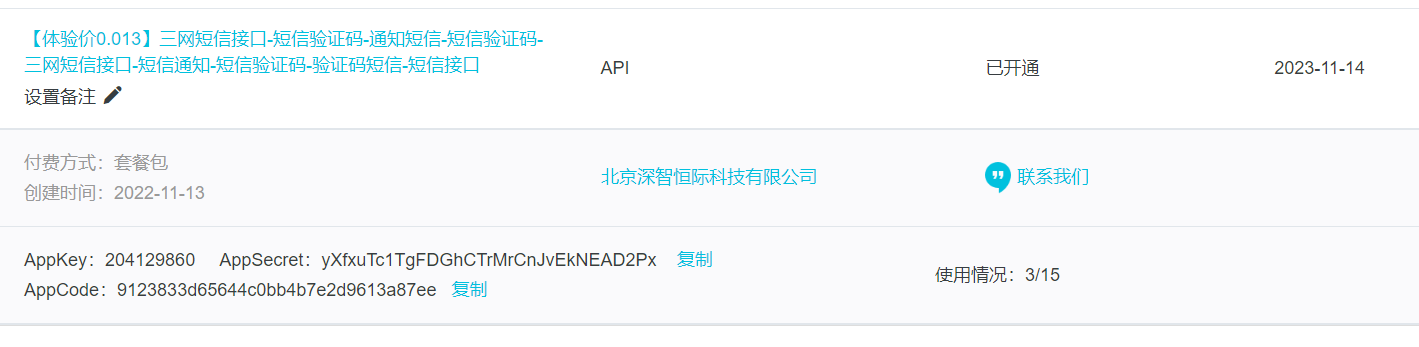 【体验价0.013】三网短信接口-短信验证码-通知短信-短信验证码-
三网短信接口-短信通知-短信验证码-验证码短信-短信接口
API
已开通
2023-11-14
设置备注
付费方式：套餐包
创建时间：2022-11-13
北京深智恒际科技有限公司
联系我们
AppKey：204129860 AppSecret：yXfxuTc1TgFDGhCTrMrCnJvEkNEAD2Px 复制
AppCode：9123833d65644c0bb4b7e2d9613a87ee 复制
使用情况：3/15